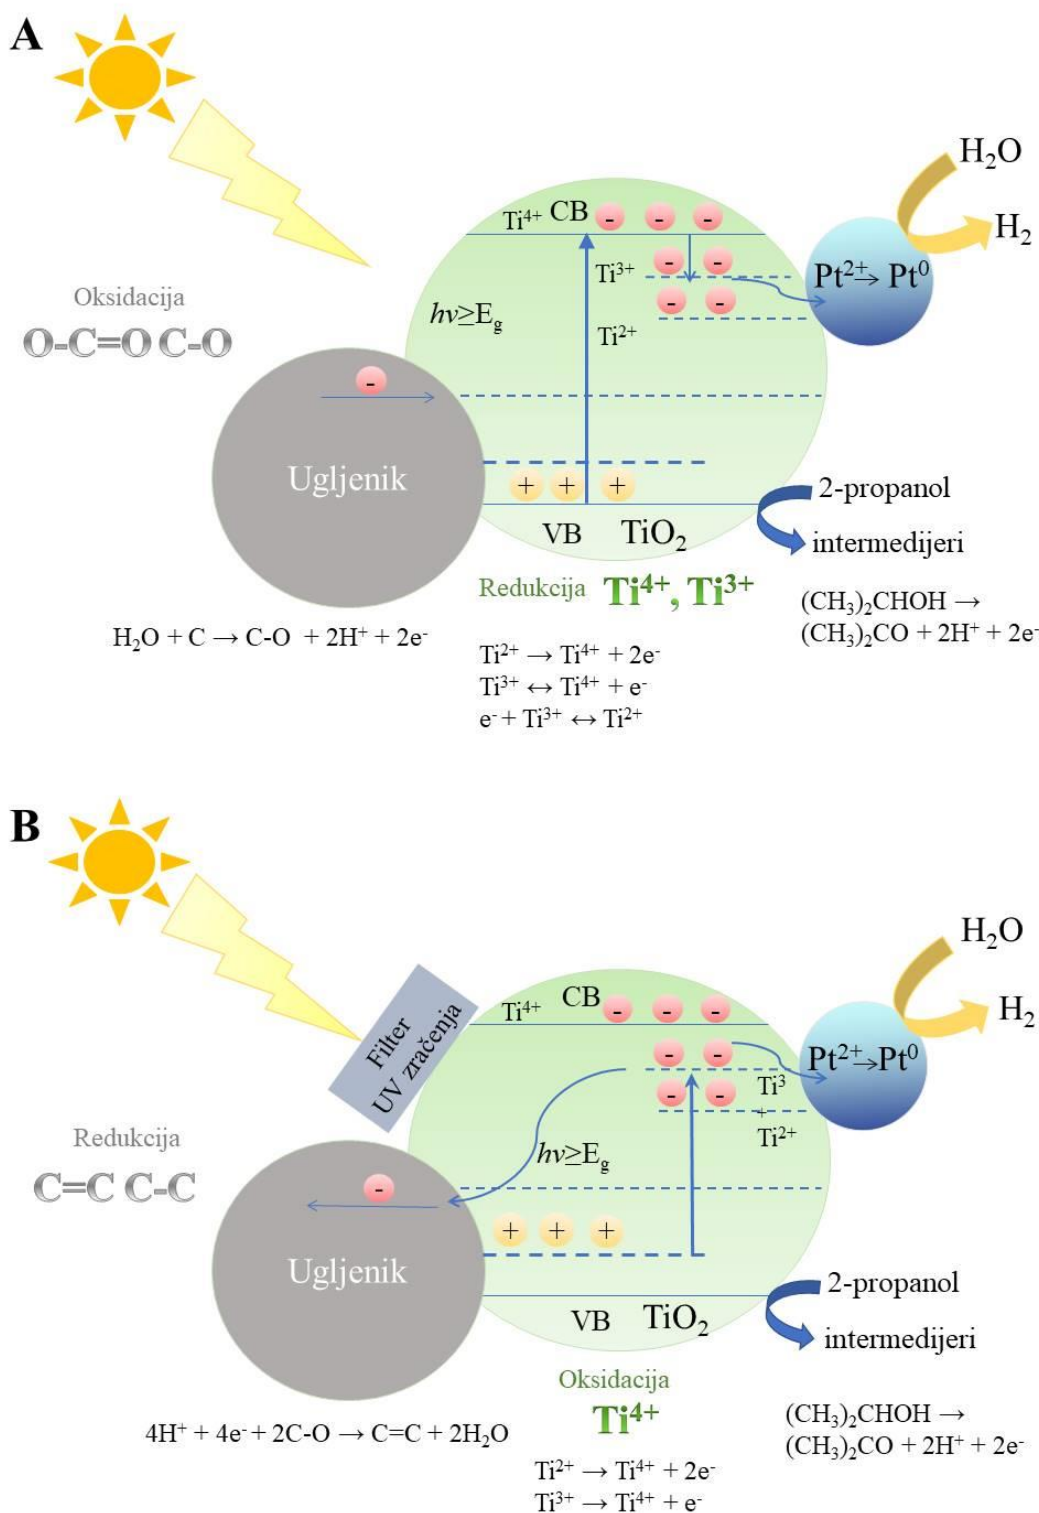 A
H₂O
H₂
Ti⁴⁺ CB - - -
- -
Ti³⁺
- -
Ti²⁺
Pt²⁺→ Pt⁰
hν≥E_g
Oksidacija
O-C=O C-O
-
Ugljenik
+ + +
VB TiO₂
2-propanol
intermedijeri
Redukcija Ti⁴⁺, Ti³⁺
(CH₃)₂CHOH →
(CH₃)₂CO + 2H⁺ + 2e⁻
H₂O + C → C-O + 2H⁺ + 2e⁻
Ti²⁺ → Ti⁴⁺ + 2e⁻
Ti³⁺ ↔ Ti⁴⁺ + e⁻
e⁻ + Ti³⁺ ↔ Ti²⁺
B
H₂O
H₂
Ti⁴⁺ CB - - -
- -
- -
Ti³
+
Ti²⁺
Pt²⁺→Pt⁰
Filter
UV zračenja
Redukcija
C=C C-C
hν≥E_g
-
Ugljenik
+ + +
VB TiO₂
2-propanol
intermedijeri
Oksidacija
Ti⁴⁺
(CH₃)₂CHOH →
(CH₃)₂CO + 2H⁺ + 2e⁻
4H⁺ + 4e⁻ + 2C-O → C=C + 2H₂O
Ti²⁺ → Ti⁴⁺ + 2e⁻
Ti³⁺ → Ti⁴⁺ + e⁻